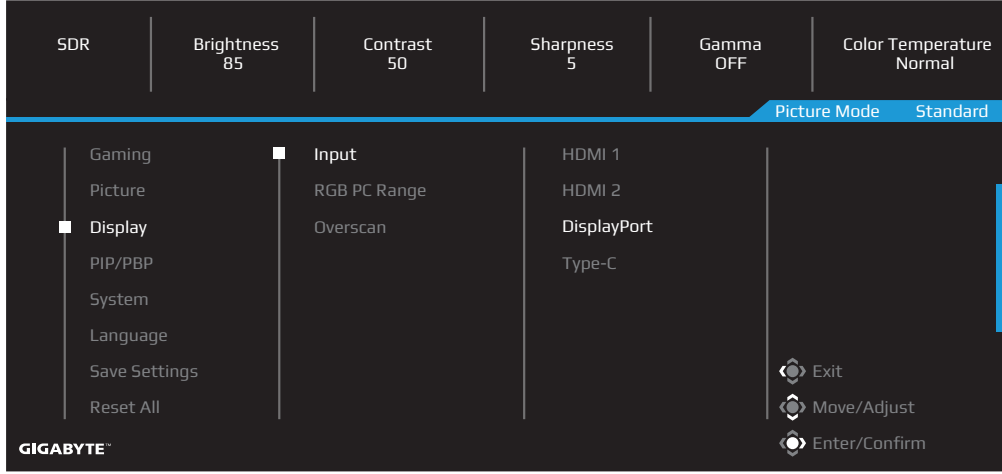 SDR
Brightness
85
Contrast
50
Sharpness
5
Gamma
OFF
Color Temperature
Normal
Picture Mode Standard
Gaming
Picture
Display
PIP/PBP
System
Language
Save Settings
Reset All
Input
RGB PC Range
Overscan
HDMI 1
HDMI 2
DisplayPort
Type-C
Exit
Move/Adjust
Enter/Confirm
GIGABYTE™